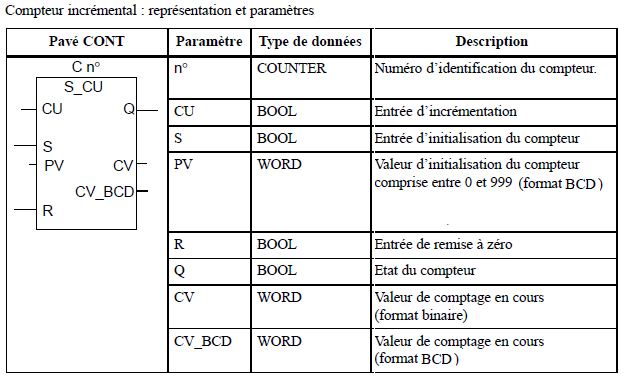 Compteur incrémental : représentation et paramètres
Pavé CONT Paramètre Type de données Description
C n°
S_CU
CU Q
S
PV CV
CV_BCD
R
n° COUNTER Numéro d'identification du compteur.
CU BOOL Entrée d'incrémentation
S BOOL Entrée d'initialisation du compteur
PV WORD Valeur d'initialisation du compteur
comprise entre 0 et 999 (format BCD )
R BOOL Entrée de remise à zéro
Q BOOL Etat du compteur
CV WORD Valeur de comptage en cours
(format binaire)
CV_BCD WORD Valeur de comptage en cours
(format BCD )